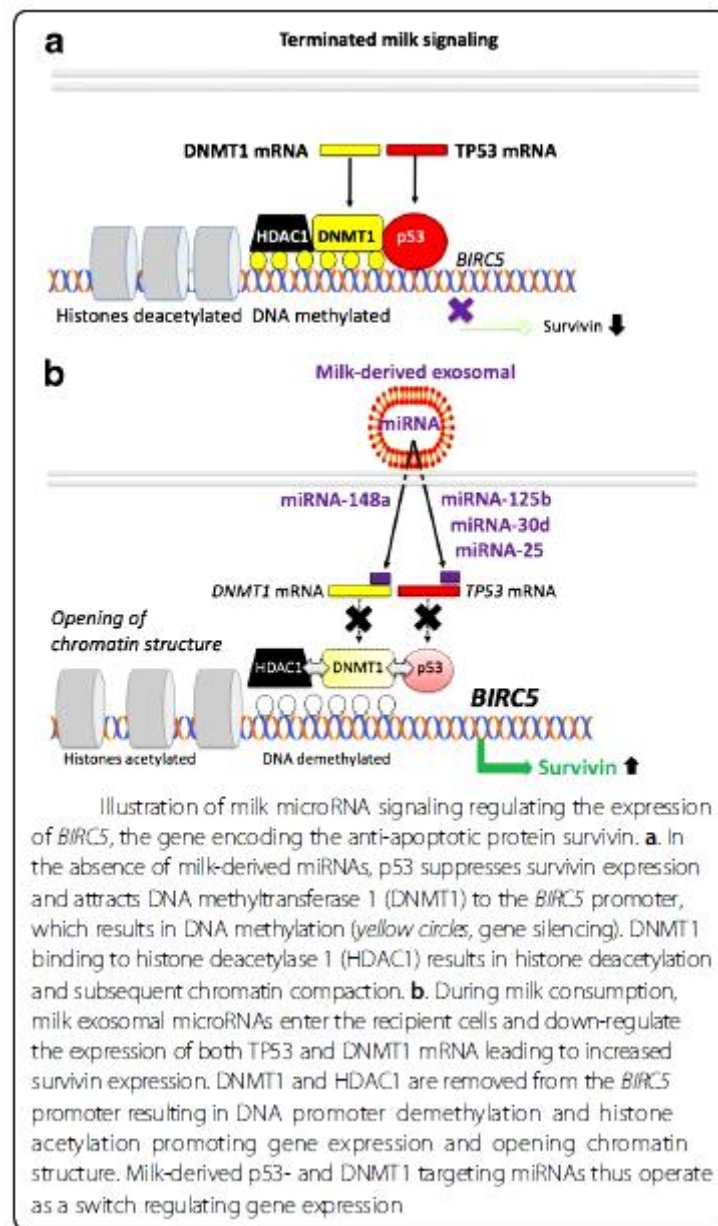 a
Terminated milk signaling
DNMT1 mRNA
TP53 mRNA
HDAC1
DNMT1
p53
BIRC5
Histones deacetylated
DNA methylated
Survivin
b
Milk-derived exosomal
miRNA
miRNA-148a
miRNA-125b
miRNA-30d
miRNA-25
DNMT1 mRNA
TP53 mRNA
Opening of
chromatin structure
HDAC1
DNMT1
p53
BIRC5
Histones acetylated
DNA demethylated
Survivin
Illustration of milk microRNA signaling regulating the expression
of BIRC5, the gene encoding the anti-apoptotic protein survivin. a. In
the absence of milk-derived miRNAs, p53 suppresses survivin expression
and attracts DNA methyltransferase 1 (DNMT1) to the BIRC5 promoter,
which results in DNA methylation (yellow circles, gene silencing). DNMT1
binding to histone deacetylase 1 (HDAC1) results in histone deacetylation
and subsequent chromatin compaction. b. During milk consumption,
milk exosomal microRNAs enter the recipient cells and down-regulate
the expression of both TP53 and DNMT1 mRNA leading to increased
survivin expression. DNMT1 and HDAC1 are removed from the BIRC5
promoter resulting in DNA promoter demethylation and histone
acetylation promoting gene expression and opening chromatin
structure. Milk-derived p53- and DNMT1 targeting miRNAs thus operate
as a switch regulating gene expression